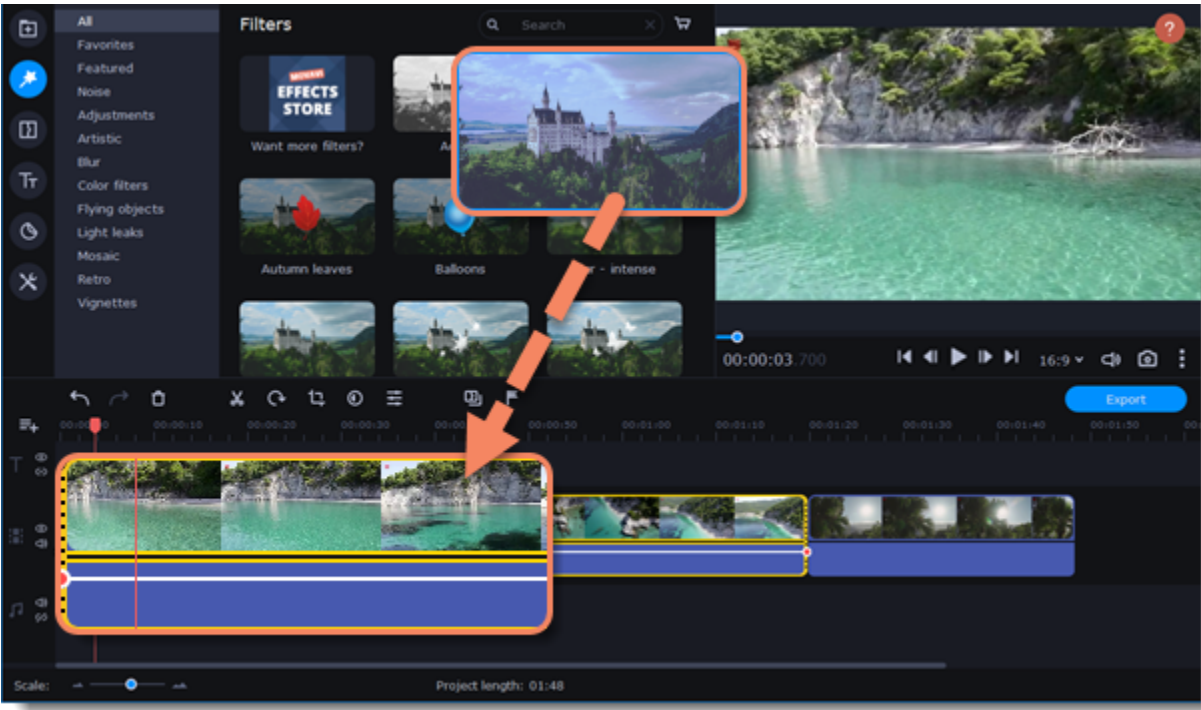 All
Favorites
Featured
Noise
Adjustments
Artistic
Blur
Color filters
Flying objects
Light leaks
Mosaic
Retro
Vignettes
Filters
Search
MOVAVI
EFFECTS
STORE
Want more filters?
Autumn leaves
Balloons
- intense
?
00:00:03.700
16:9
Export
00:00:10
00:00:20
00:00:30
00:00:50
00:01:00
00:01:10
00:01:20
00:01:30
00:01:40
00:01:50
Scale:
Project length: 01:48